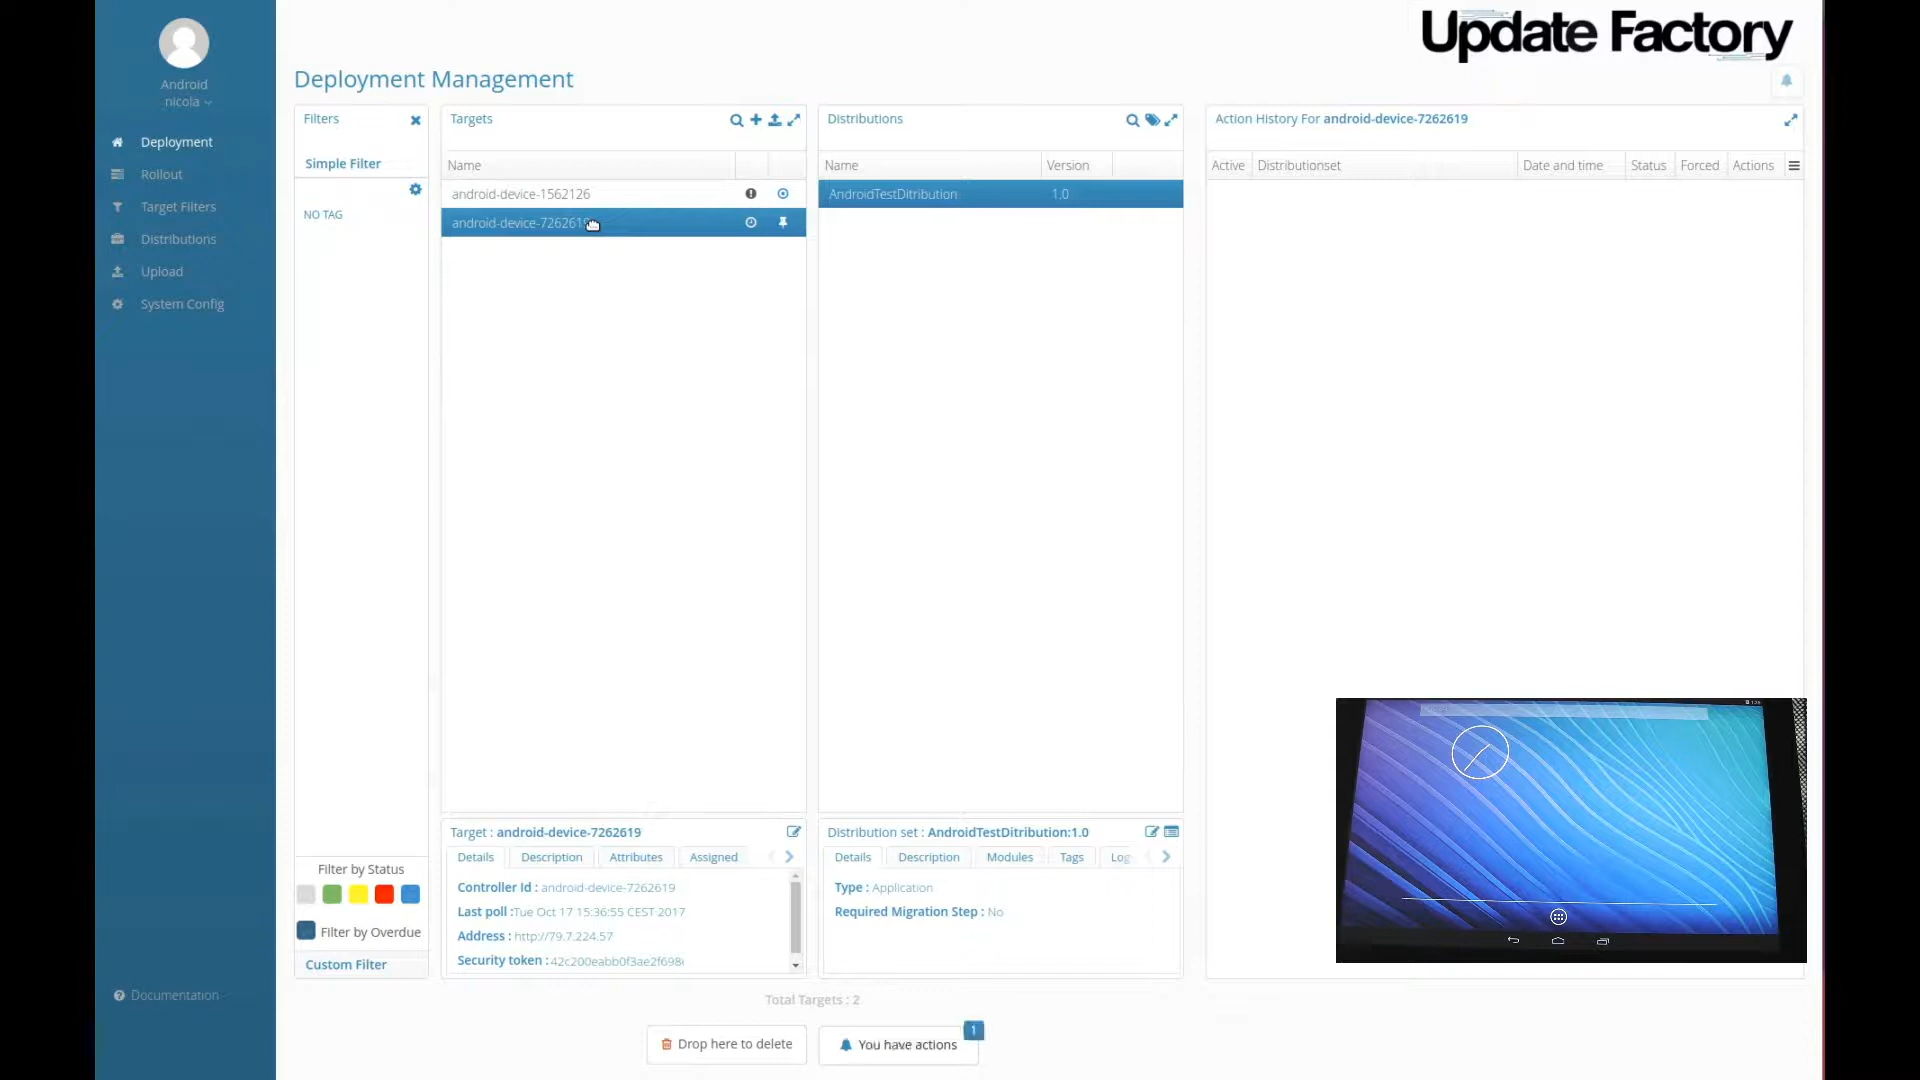 Update Factory
Android
nicola
Deployment
Rollout
Target Filters
Distributions
Upload
System Config
Documentation
Deployment Management
Filters
Simple Filter
NO TAG
Filter by Status
Filter by Overdue
Custom Filter
Targets
Name
android-device-1562126
android-device-7262619
Distributions
Name Version
AndroidTestDitribution 1.0
Action History For android-device-7262619
Active Distributionset Date and time Status Forced Actions
Target : android-device-7262619
Details Description Attributes Assigned
Controller Id : android-device-7262619
Last poll :Tue Oct 17 15:36:55 CEST 2017
Address : http://79.7.224.57
Security token : 42c200eabb0f3ae2f698
Distribution set : AndroidTestDitribution:1.0
Details Description Modules Tags Log
Type : Application
Required Migration Step : No
Total Targets : 2
Drop here to delete
You have actions
1